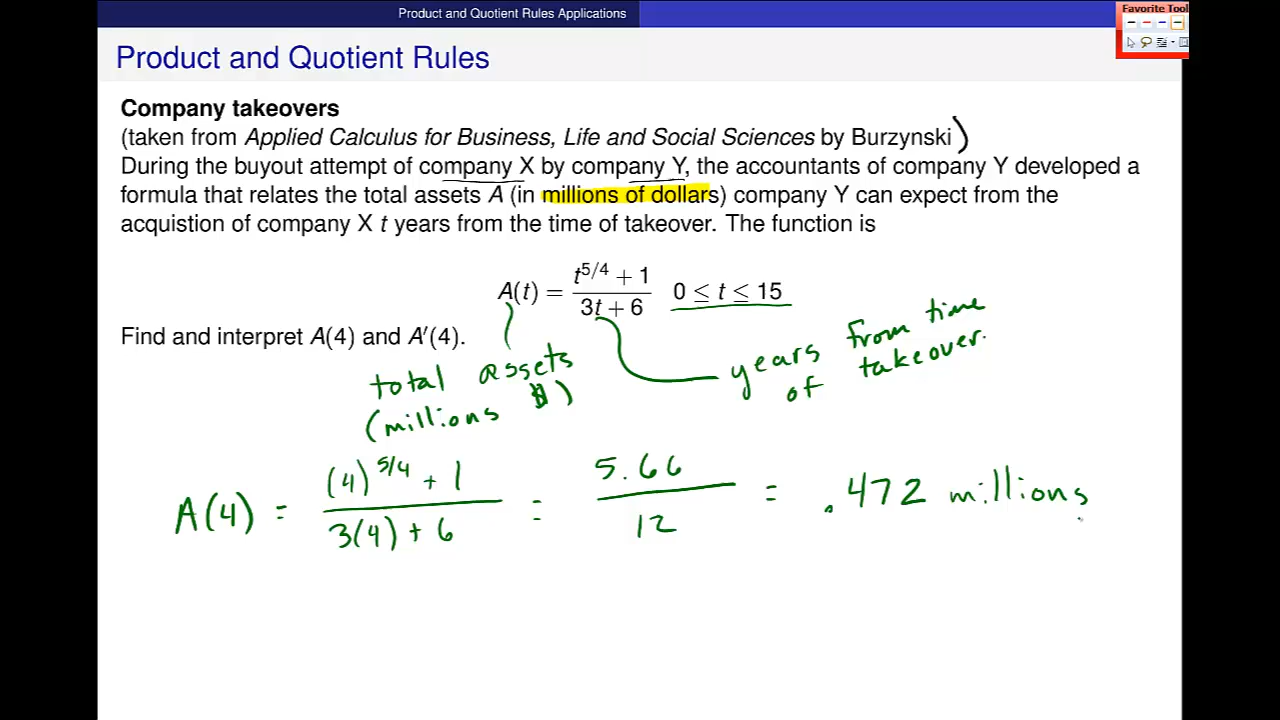 Product and Quotient Rules Applications
Favorite Tool
Product and Quotient Rules
Company takeovers
(taken from Applied Calculus for Business, Life and Social Sciences by Burzynski)
During the buyout attempt of company X by company Y, the accountants of company Y developed a
formula that relates the total assets A (in millions of dollars) company Y can expect from the
acquistion of company X t years from the time of takeover. The function is
A(t) = (t^{5/4} + 1)/(3t + 6) 0 ≤ t ≤ 15
Find and interpret A(4) and A′(4).
total assets
(millions $)
years from time
of takeover.
A(4) = ((4)^{5/4} + 1)/(3(4) + 6) = 5.66/12 = .472 millions